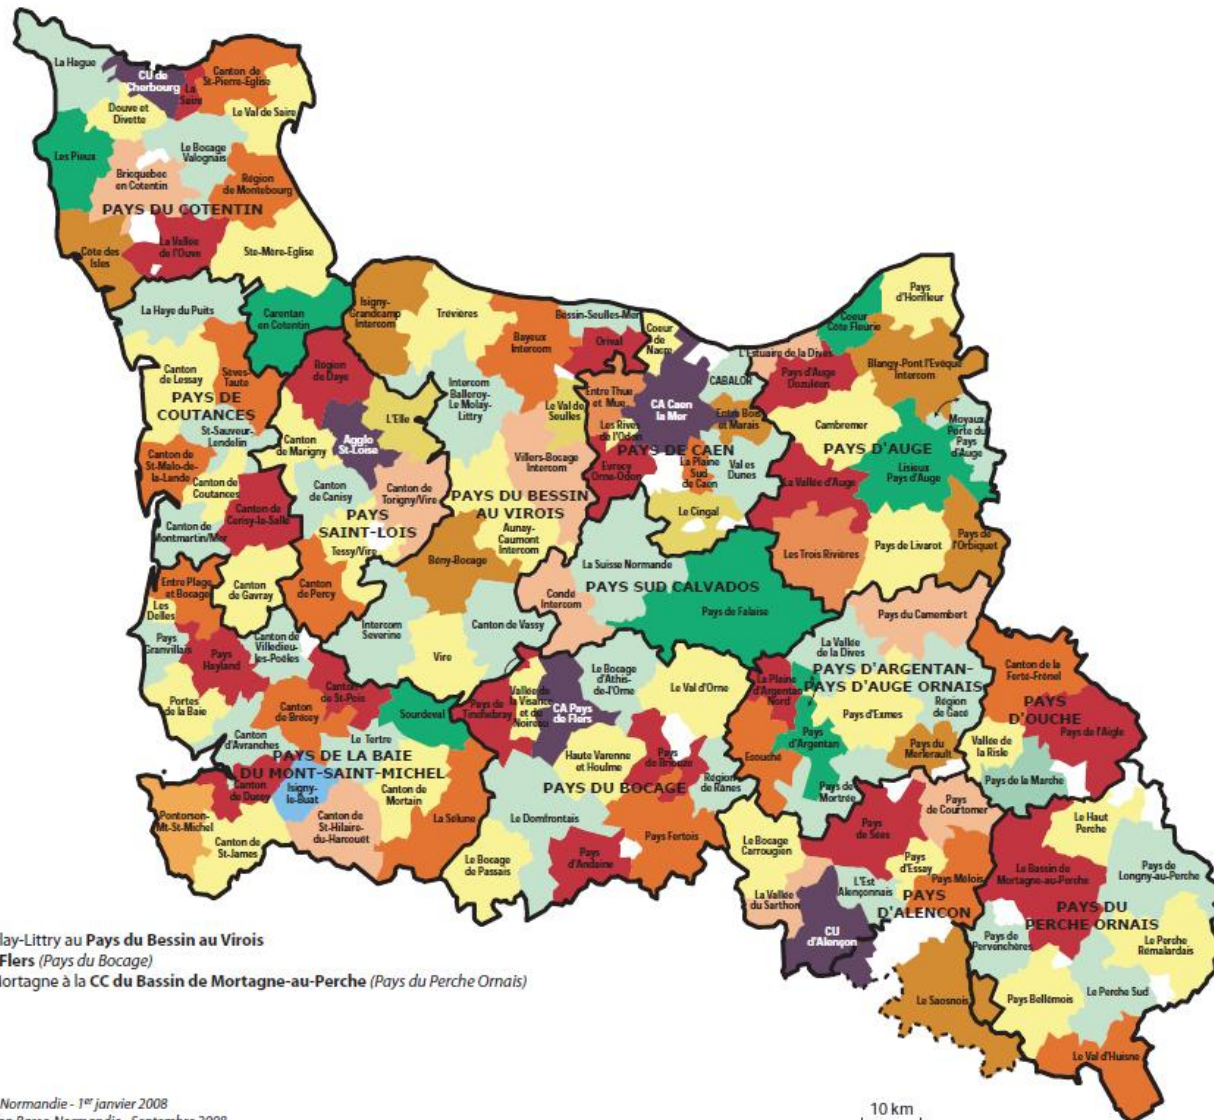 La Hague
CU de
Cherbourg
La
Saire
Canton de
St-Pierre-Eglise
Douve et
Divette
Le Val de Saire
Les Pieux
Le Bocage
Valognais
Bricquebec
en Cotentin
Région
de Montebourg
PAYS DU COTENTIN
Côte des
Isles
La Vallée
de l'Ouve
Ste-Mère-Eglise
La Haye du Puits
Carentan
en Cotentin
Isigny-
Grandcamp
Intercom
Trévières
Bessin-Seulles-Mer
Bayeux
Intercom
Orival
Coeur
de
Nacre
Pays
d'Honfleur
Coeur
Côte Fleurie
L'Estuaire de la Dives
Blangy-Pont l'Evêque
Intercom
Canton
de Lessay
Sèves-
Taute
Région
de Daye
Intercom
Balleroy-
Le Molay-
Littry
Entre Thue
et Mue
CA Caen
la Mer
CABALOR
Pays d'Auge
Dozuléen
PAYS DE
COUTANCES
L'Elle
Le Val de
Seulles
Les Rives
de l'Odon
Entre Bois
et Marais
Cambremer
Moyaux
Porte du
Pays
d'Auge
St-Sauveur-
Lendelin
Canton
de Marigny
Agglo
St-Loise
PAYS DE CAEN
PAYS D'AUGE
Canton de
St-Malo-de-
la-Lande
Villers-Bocage
Intercom
Evrecy
Orne-Odon
La Plaine
Sud
de Caen
Val es
Dunes
Lisieux
Pays d'Auge
Canton de
Coutances
Canton
de Canisy
Canton de
Torigny/Vire
La Vallée d'Auge
PAYS DU BESSIN
AU VIROIS
Canton de
Cerisy-la-Salle
PAYS
SAINT-LOIS
Le Cingal
Canton de
Montmartin/Mer
Aunay-
Caumont
Intercom
Tessy/Vire
Les Trois Rivières
Pays de Livarot
Pays de
l'Orbiquet
Bény-Bocage
La Suisse Normande
Entre Plage
et Bocage
Canton
de Gavray
Canton
de Percy
PAYS SUD CALVADOS
Condé
Intercom
Les
Delles
Pays de Falaise
Pays du Camembert
Pays
Granvillais
Canton de
Villedieu-
les-Poêles
Intercom
Severine
Canton de Vassy
La Vallée
de la Dives
Pays
Hayland
Vire
Le Bocage
d'Athis-
de-l'Orne
PAYS D'ARGENTAN-
PAYS D'AUGE ORNAIS
Canton de la
Ferté-Frênel
Canton
de St-Pois
Vallée de
la Visance
et du
Noireau
Le Val d'Orne
La Plaine
d'Argentan
Nord
Portes
de la Baie
Canton
de Brécey
Sourdeval
Pays de
Tinchebray
CA Pays
de Flers
Pays d'Exmes
Région
de Gacé
PAYS
D'OUCHE
Pays de l'Aigle
Canton
d'Avranches
Le Tertre
Pays
d'Argentan
Pays du
Merlerault
Vallée de
la Risle
PAYS DE LA BAIE
DU MONT-SAINT-MICHEL
Haute Varenne
et Houlme
Pays
de Briouze
Ecouché
Canton
de Ducey
Isigny-
le-Buat
Canton de
Mortain
PAYS DU BOCAGE
Région
de Rânes
Pays de
Mortrée
Pays de la Marche
Pontorson-
Mt-St-Michel
Canton de
St-Hilaire-
du-Harcouët
La Sélune
Le Domfrontais
Pays Fertois
Pays
de Sées
Pays
de Courtomer
Le Haut
Perche
Canton de
St-James
Le Bocage
de Passais
Pays
d'Andaine
Le Bocage
Carrougien
Pays
d'Essay
Pays Mêlois
Le Bassin de
Mortagne-au-Perche
Pays de
Longny-au-Perche
L'Est
Alençonnais
La Vallée
du Sarthon
PAYS
D'ALENCON
PAYS DU
PERCHE ORNAIS
CU
d'Alençon
Pays de
Pervenchères
Le Perche
Rémalardais
Le Saosnois
Pays Bellêmois
Le Perche Sud
Le Val d'Huisne
lay-Littry au Pays du Bessin au Virois
Flers (Pays du Bocage)
Mortagne à la CC du Bassin de Mortagne-au-Perche (Pays du Perche Ornais)
Normandie - 1er janvier 2008
10 km